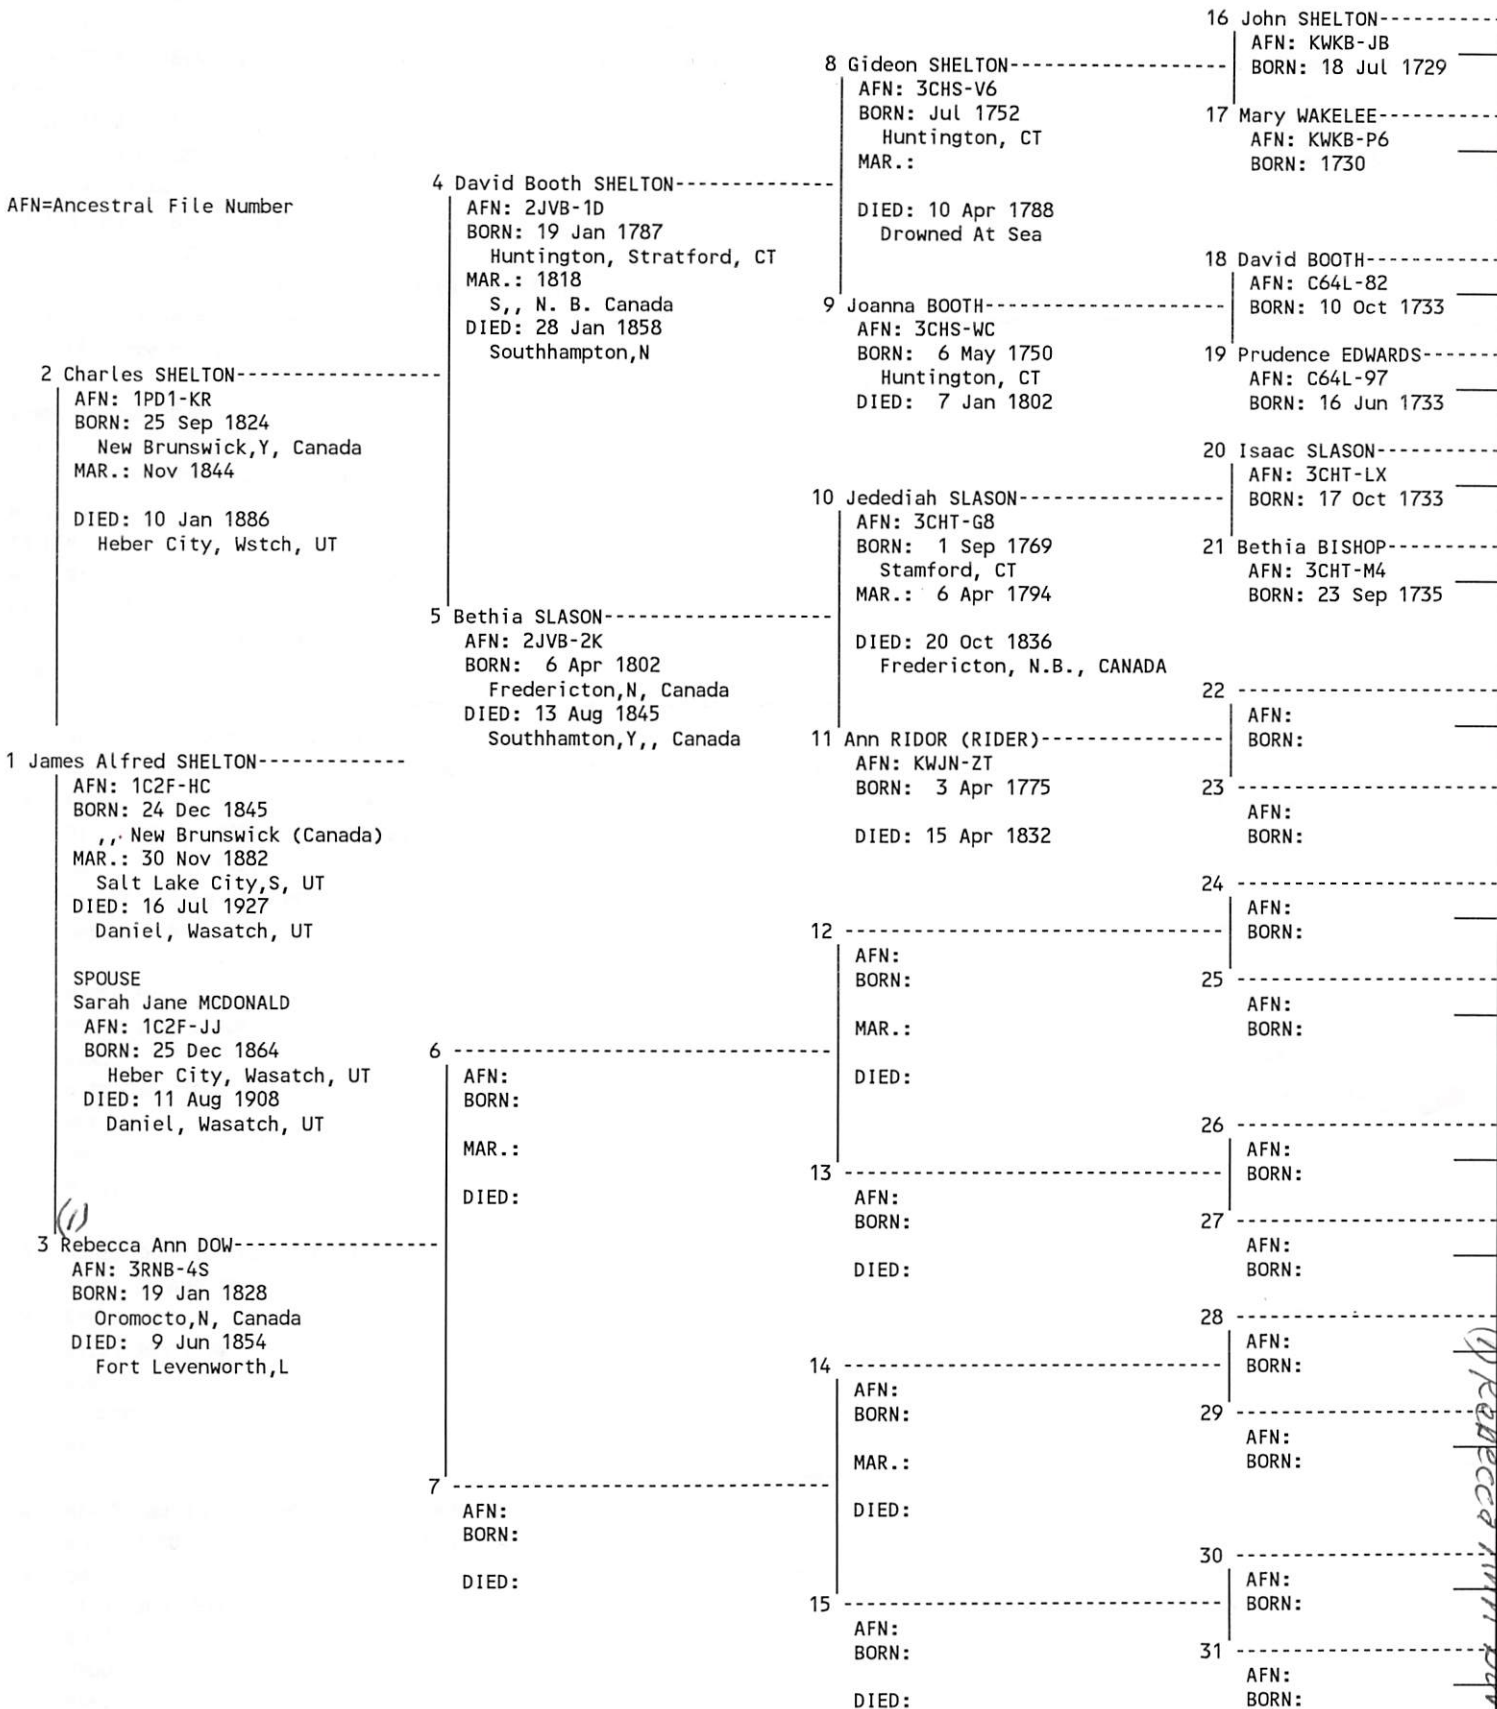 AFN=Ancestral File Number
1 James Alfred SHELTON-------------
AFN: 1C2F-HC
BORN: 24 Dec 1845
,, New Brunswick (Canada)
MAR.: 30 Nov 1882
Salt Lake City,S, UT
DIED: 16 Jul 1927
Daniel, Wasatch, UT
SPOUSE
Sarah Jane MCDONALD
AFN: 1C2F-JJ
BORN: 25 Dec 1864
Heber City, Wasatch, UT
DIED: 11 Aug 1908
Daniel, Wasatch, UT
2 Charles SHELTON-----------------
AFN: 1PD1-KR
BORN: 25 Sep 1824
New Brunswick,Y, Canada
MAR.: Nov 1844
DIED: 10 Jan 1886
Heber City, Wstch, UT
(1)
3 Rebecca Ann DOW-----------------
AFN: 3RNB-4S
BORN: 19 Jan 1828
Oromocto,N, Canada
DIED: 9 Jun 1854
Fort Levenworth,L
4 David Booth SHELTON-------------
AFN: 2JVB-1D
BORN: 19 Jan 1787
Huntington, Stratford, CT
MAR.: 1818
S,, N. B. Canada
DIED: 28 Jan 1858
Southhampton,N
5 Bethia SLASON-------------------
AFN: 2JVB-2K
BORN: 6 Apr 1802
Fredericton,N, Canada
DIED: 13 Aug 1845
Southhamton,Y,, Canada
6 --------------------------------
AFN:
BORN:
MAR.:
DIED:
7 --------------------------------
AFN:
BORN:
DIED:
8 Gideon SHELTON------------------
AFN: 3CHS-V6
BORN: Jul 1752
Huntington, CT
MAR.:
DIED: 10 Apr 1788
Drowned At Sea
9 Joanna BOOTH--------------------
AFN: 3CHS-WC
BORN: 6 May 1750
Huntington, CT
DIED: 7 Jan 1802
10 Jedediah SLASON-----------------
AFN: 3CHT-G8
BORN: 1 Sep 1769
Stamford, CT
MAR.: 6 Apr 1794
DIED: 20 Oct 1836
Fredericton, N.B., CANADA
11 Ann RIDOR (RIDER)---------------
AFN: KWJN-ZT
BORN: 3 Apr 1775
DIED: 15 Apr 1832
12 --------------------------------
AFN:
BORN:
MAR.:
DIED:
13 --------------------------------
AFN:
BORN:
DIED:
14 --------------------------------
AFN:
BORN:
MAR.:
DIED:
15 --------------------------------
AFN:
BORN:
DIED:
16 John SHELTON----------
AFN: KWKB-JB
BORN: 18 Jul 1729
17 Mary WAKELEE----------
AFN: KWKB-P6
BORN: 1730
18 David BOOTH-----------
AFN: C64L-82
BORN: 10 Oct 1733
19 Prudence EDWARDS------
AFN: C64L-97
BORN: 16 Jun 1733
20 Isaac SLASON----------
AFN: 3CHT-LX
BORN: 17 Oct 1733
21 Bethia BISHOP---------
AFN: 3CHT-M4
BORN: 23 Sep 1735
22 ----------------------
AFN:
BORN:
23 ----------------------
AFN:
BORN:
24 ----------------------
AFN:
BORN:
25 ----------------------
AFN:
BORN:
26 ----------------------
AFN:
BORN:
27 ----------------------
AFN:
BORN:
28 ----------------------
AFN:
BORN:
29 ----------------------
AFN:
BORN:
30 ----------------------
AFN:
BORN:
31 ----------------------
AFN:
BORN:
(1) Rebecca Ann